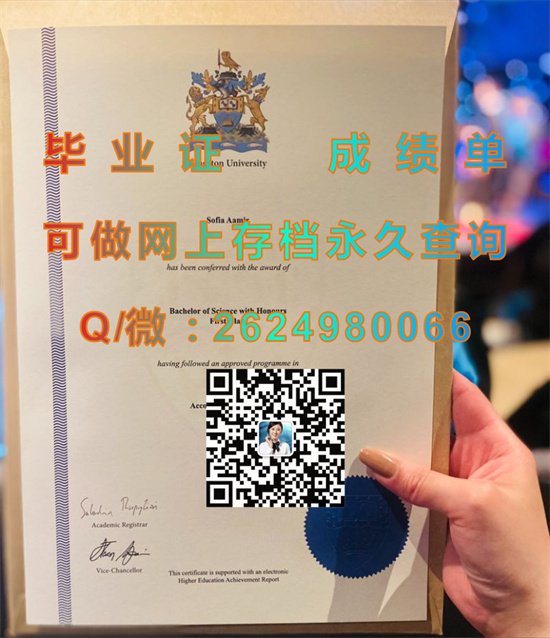 毕业证 成绩单
University
Sofia Aamir
可做网上存档永久查询
has been conferred with the award of
Bachelor of Science with Honours
Q/微：2624980066
having followed an approved programme in
Academic Registrar
Vice-Chancellor
This certificate is supported with an electronic
Higher Education Achievement Report